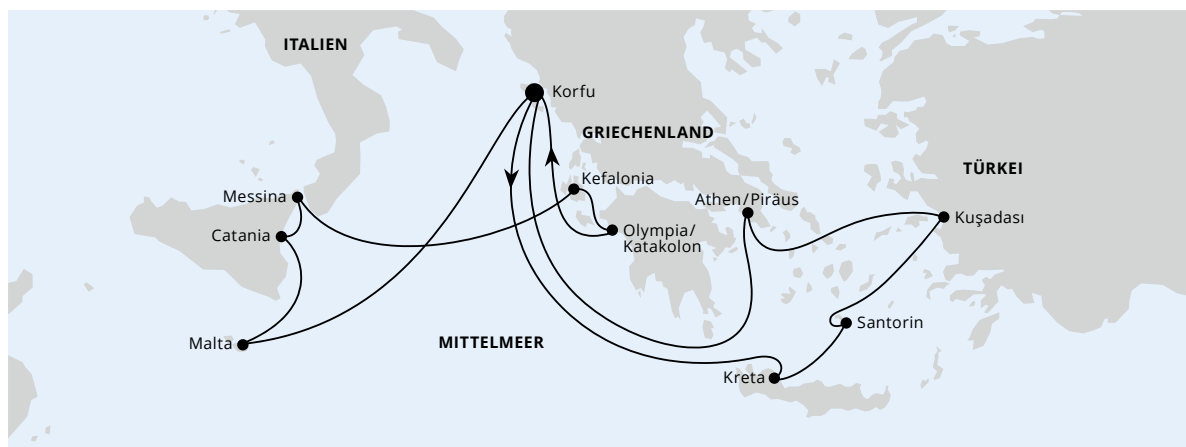 ITALIEN
Korfu
GRIECHENLAND
TÜRKEI
Kefalonia
Messina
Athen/Piräus
Kuşadası
Catania
Olympia/
Katakolon
Santorin
Malta
MITTELMEER
Kreta